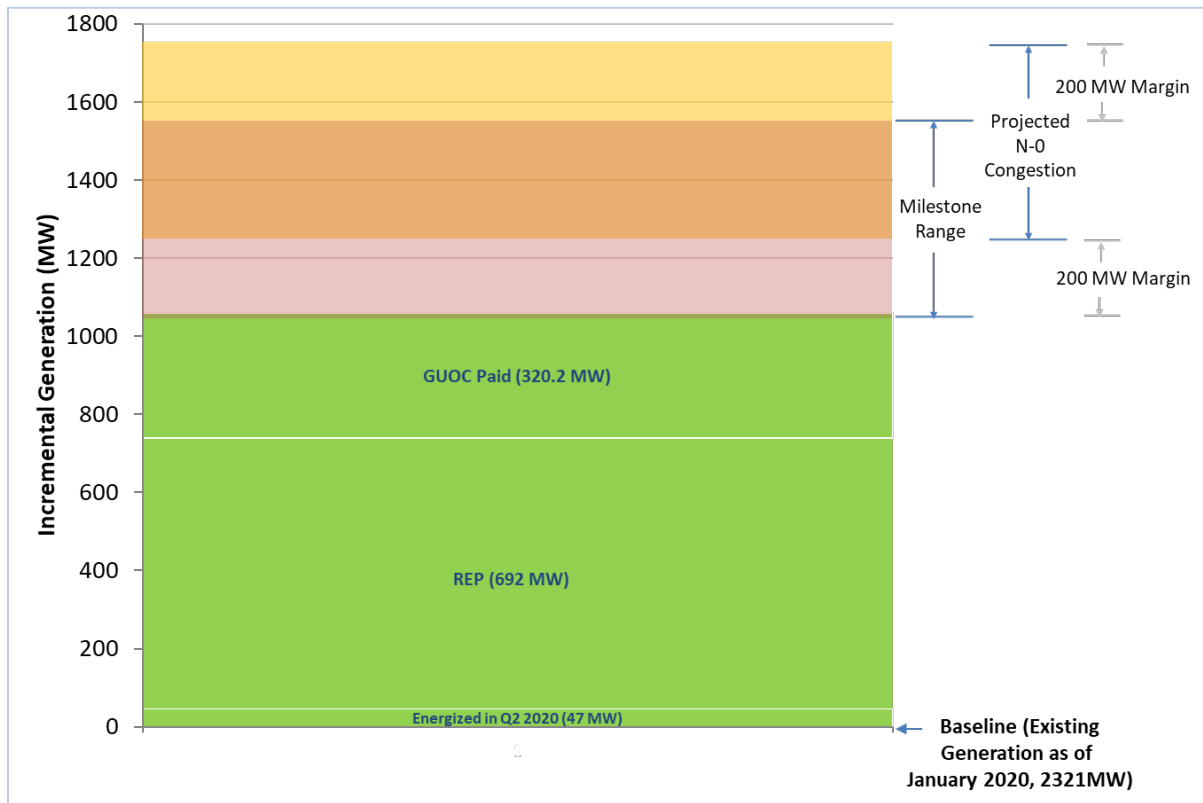 1800
1600
1400
1200
1000
800
600
400
200
0
Incremental Generation (MW)
GUOC Paid (320.2 MW)
REP (692 MW)
Energized in Q2 2020 (47 MW)
200 MW Margin
Projected
N-0
Congestion
Milestone
Range
200 MW Margin
Baseline (Existing
Generation as of
January 2020, 2321MW)